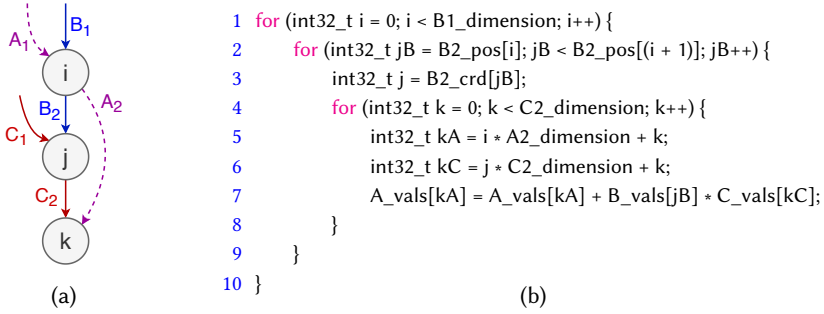 B1
A1
i
B2
A2
C1
j
C2
k
(a)
1 for (int32_t i = 0; i < B1_dimension; i++) {
2 for (int32_t jB = B2_pos[i]; jB < B2_pos[(i + 1)]; jB++) {
3 int32_t j = B2_crd[jB];
4 for (int32_t k = 0; k < C2_dimension; k++) {
5 int32_t kA = i * A2_dimension + k;
6 int32_t kC = j * C2_dimension + k;
7 A_vals[kA] = A_vals[kA] + B_vals[jB] * C_vals[kC];
8 }
9 }
10 }
(b)